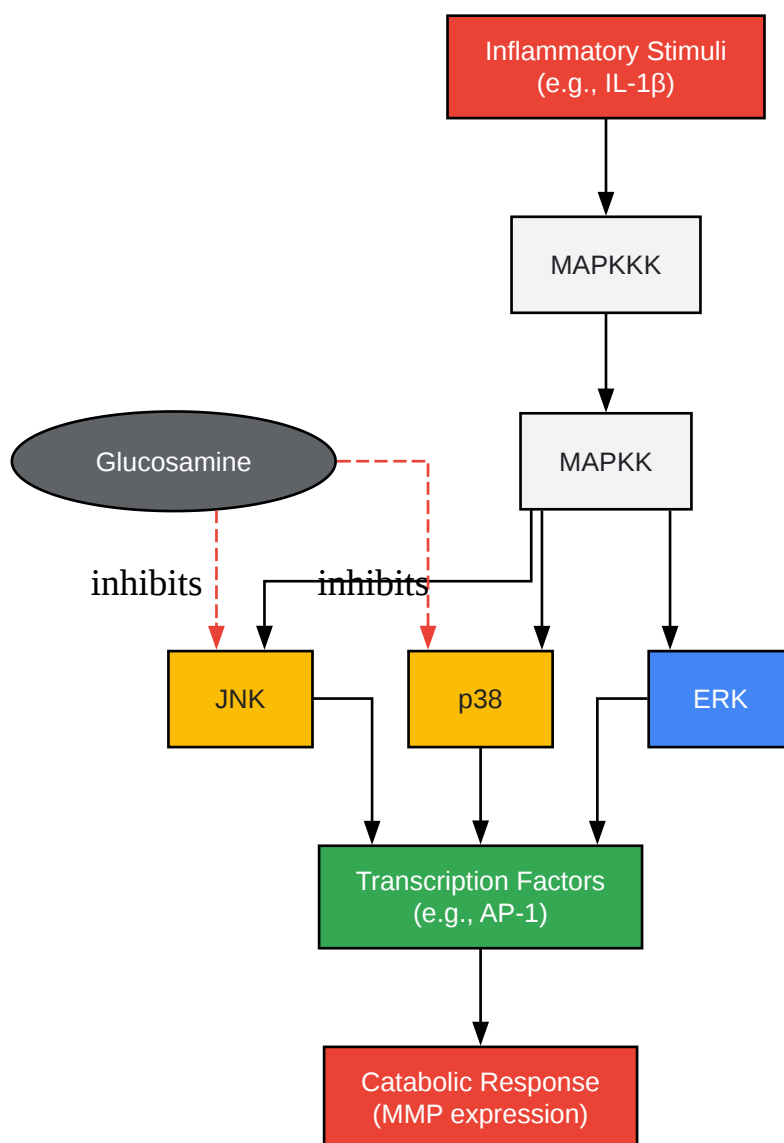 Inflammatory Stimuli
(e.g., IL-1β)
MAPKKK
Glucosamine
MAPKK
inhibits
inhibits
JNK
p38
ERK
Transcription Factors
(e.g., AP-1)
Catabolic Response
(MMP expression)